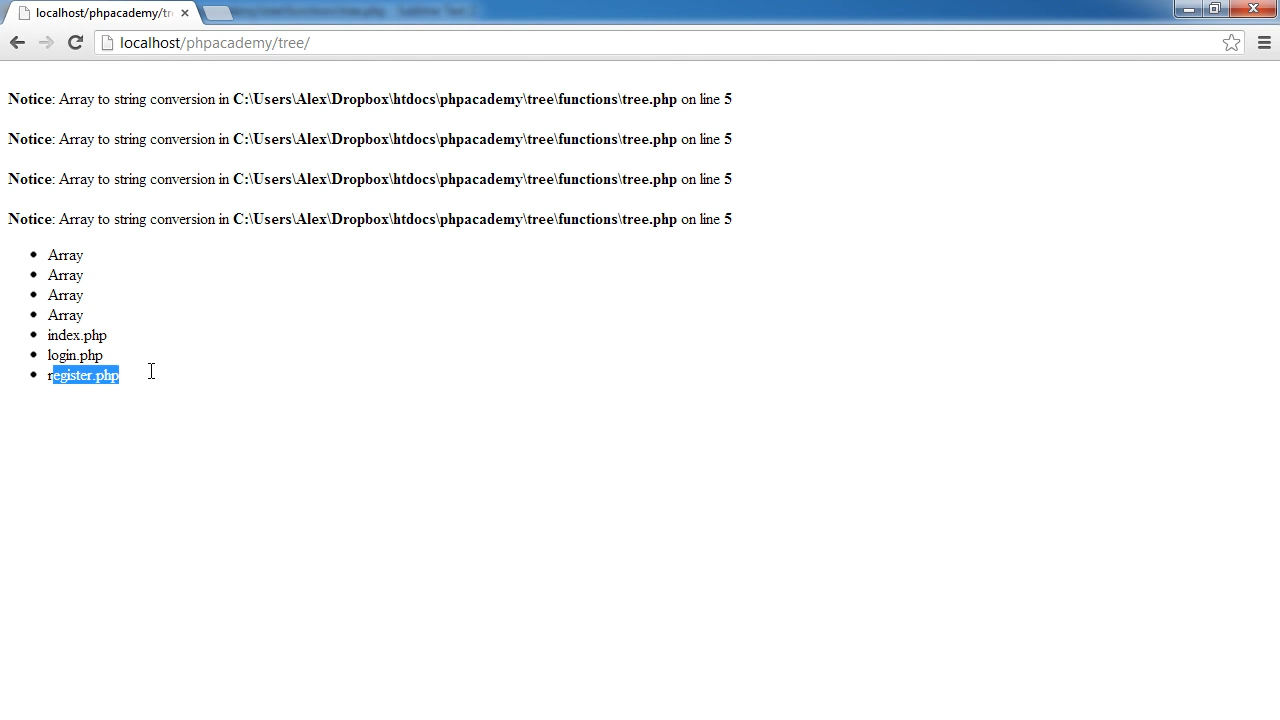 localhost/phpacademy/tr
localhost/phpacademy/tree/
Notice: Array to string conversion in C:\Users\Alex\Dropbox\htdocs\phpacademy\tree\functions\tree.php on line 5
Notice: Array to string conversion in C:\Users\Alex\Dropbox\htdocs\phpacademy\tree\functions\tree.php on line 5
Notice: Array to string conversion in C:\Users\Alex\Dropbox\htdocs\phpacademy\tree\functions\tree.php on line 5
Notice: Array to string conversion in C:\Users\Alex\Dropbox\htdocs\phpacademy\tree\functions\tree.php on line 5
Array
Array
Array
Array
index.php
login.php
register.php